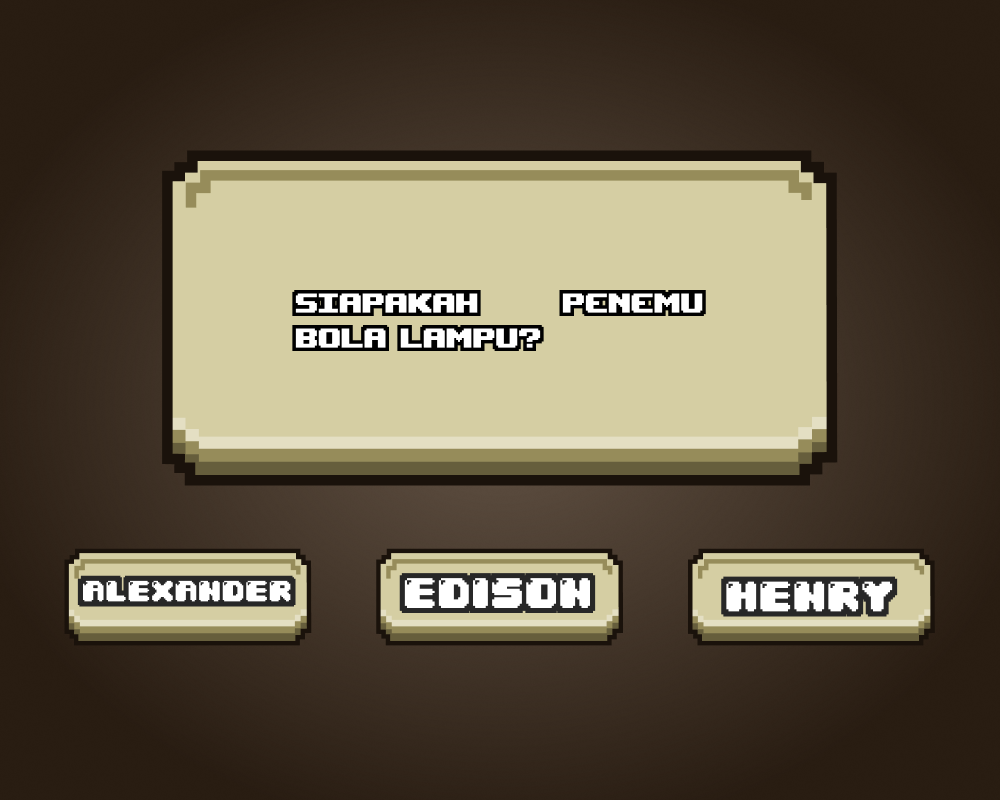 SIAPAKAH PENEMU
BOLA LAMPU?
ALEXANDER
EDISON
HENRY